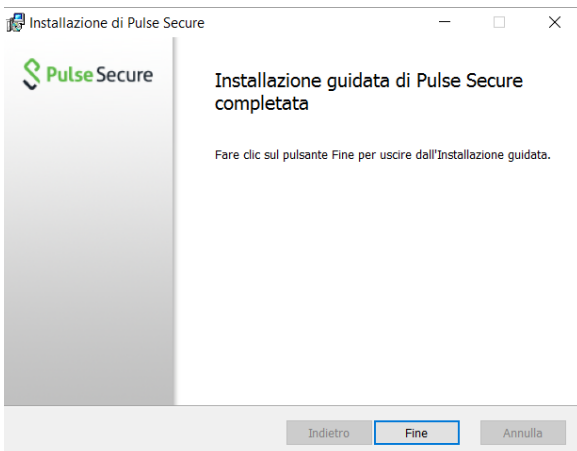 Installazione di Pulse Secure
Pulse Secure
Installazione guidata di Pulse Secure
completata
Fare clic sul pulsante Fine per uscire dall'Installazione guidata.
Indietro
Fine
Annulla